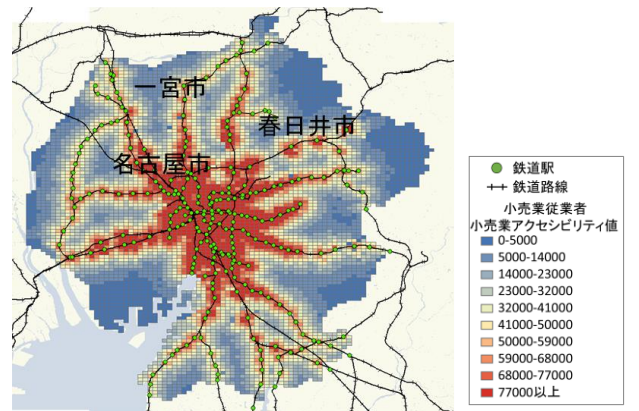 一宮市
春日井市
名古屋市
鉄道駅
鉄道路線
小売業従業者
小売業アクセシビリティ値
0-5000
5000-14000
14000-23000
23000-32000
32000-41000
41000-50000
50000-59000
59000-68000
68000-77000
77000以上